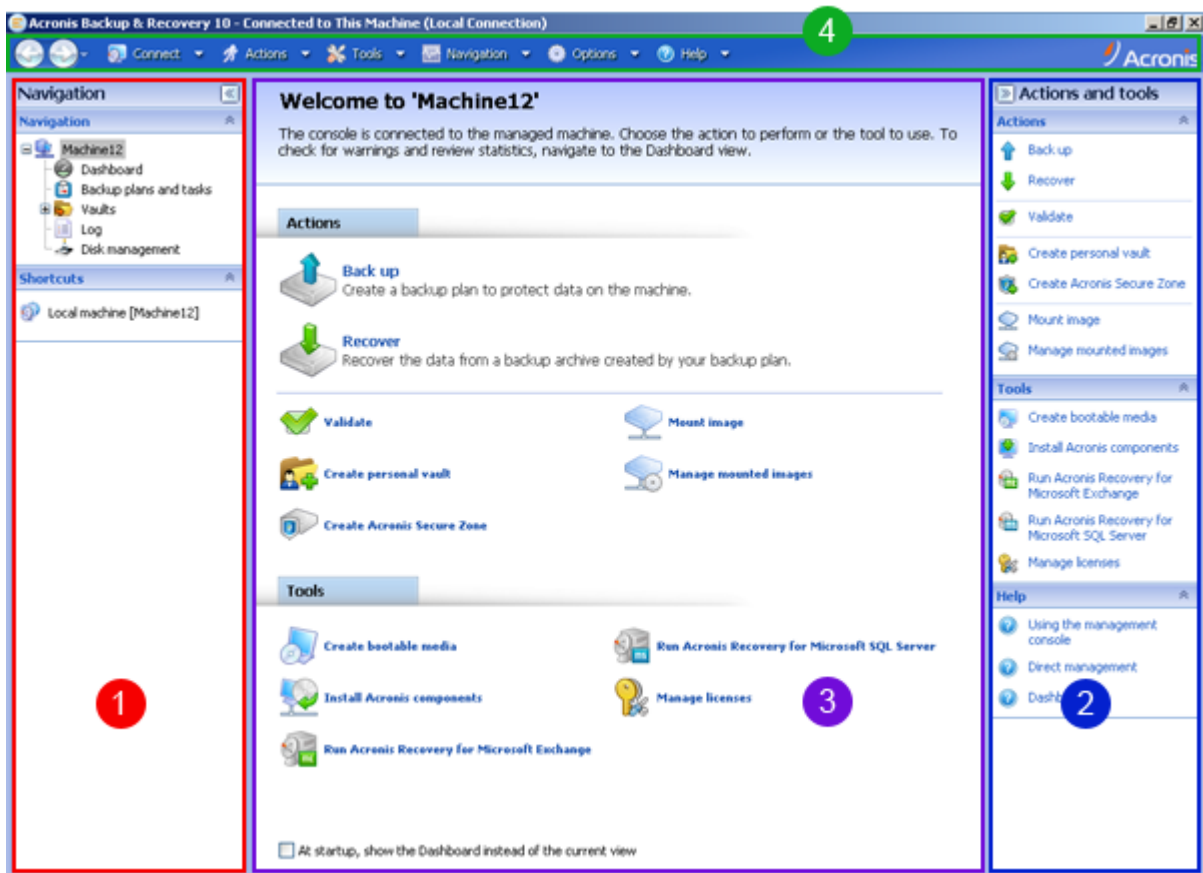 Acronis Backup & Recovery 10 - Connected to This Machine (Local Connection)
4
Connect
Actions
Tools
Navigation
Options
Help
Acronis
Navigation
Navigation
Machine12
Dashboard
Backup plans and tasks
Vaults
Log
Disk management
Shortcuts
Local machine [Machine12]
1
Welcome to 'Machine12'
The console is connected to the managed machine. Choose the action to perform or the tool to use. To
check for warnings and review statistics, navigate to the Dashboard view.
Actions
Back up
Create a backup plan to protect data on the machine.
Recover
Recover the data from a backup archive created by your backup plan.
Validate
Mount image
Create personal vault
Manage mounted images
Create Acronis Secure Zone
Tools
Create bootable media
Run Acronis Recovery for Microsoft SQL Server
Install Acronis components
Manage licenses
3
Run Acronis Recovery for Microsoft Exchange
At startup, show the Dashboard instead of the current view
Actions and tools
Actions
Back up
Recover
Validate
Create personal vault
Create Acronis Secure Zone
Mount image
Manage mounted images
Tools
Create bootable media
Install Acronis components
Run Acronis Recovery for
Microsoft Exchange
Run Acronis Recovery for
Microsoft SQL Server
Manage licenses
Help
Using the management
console
Direct management
2